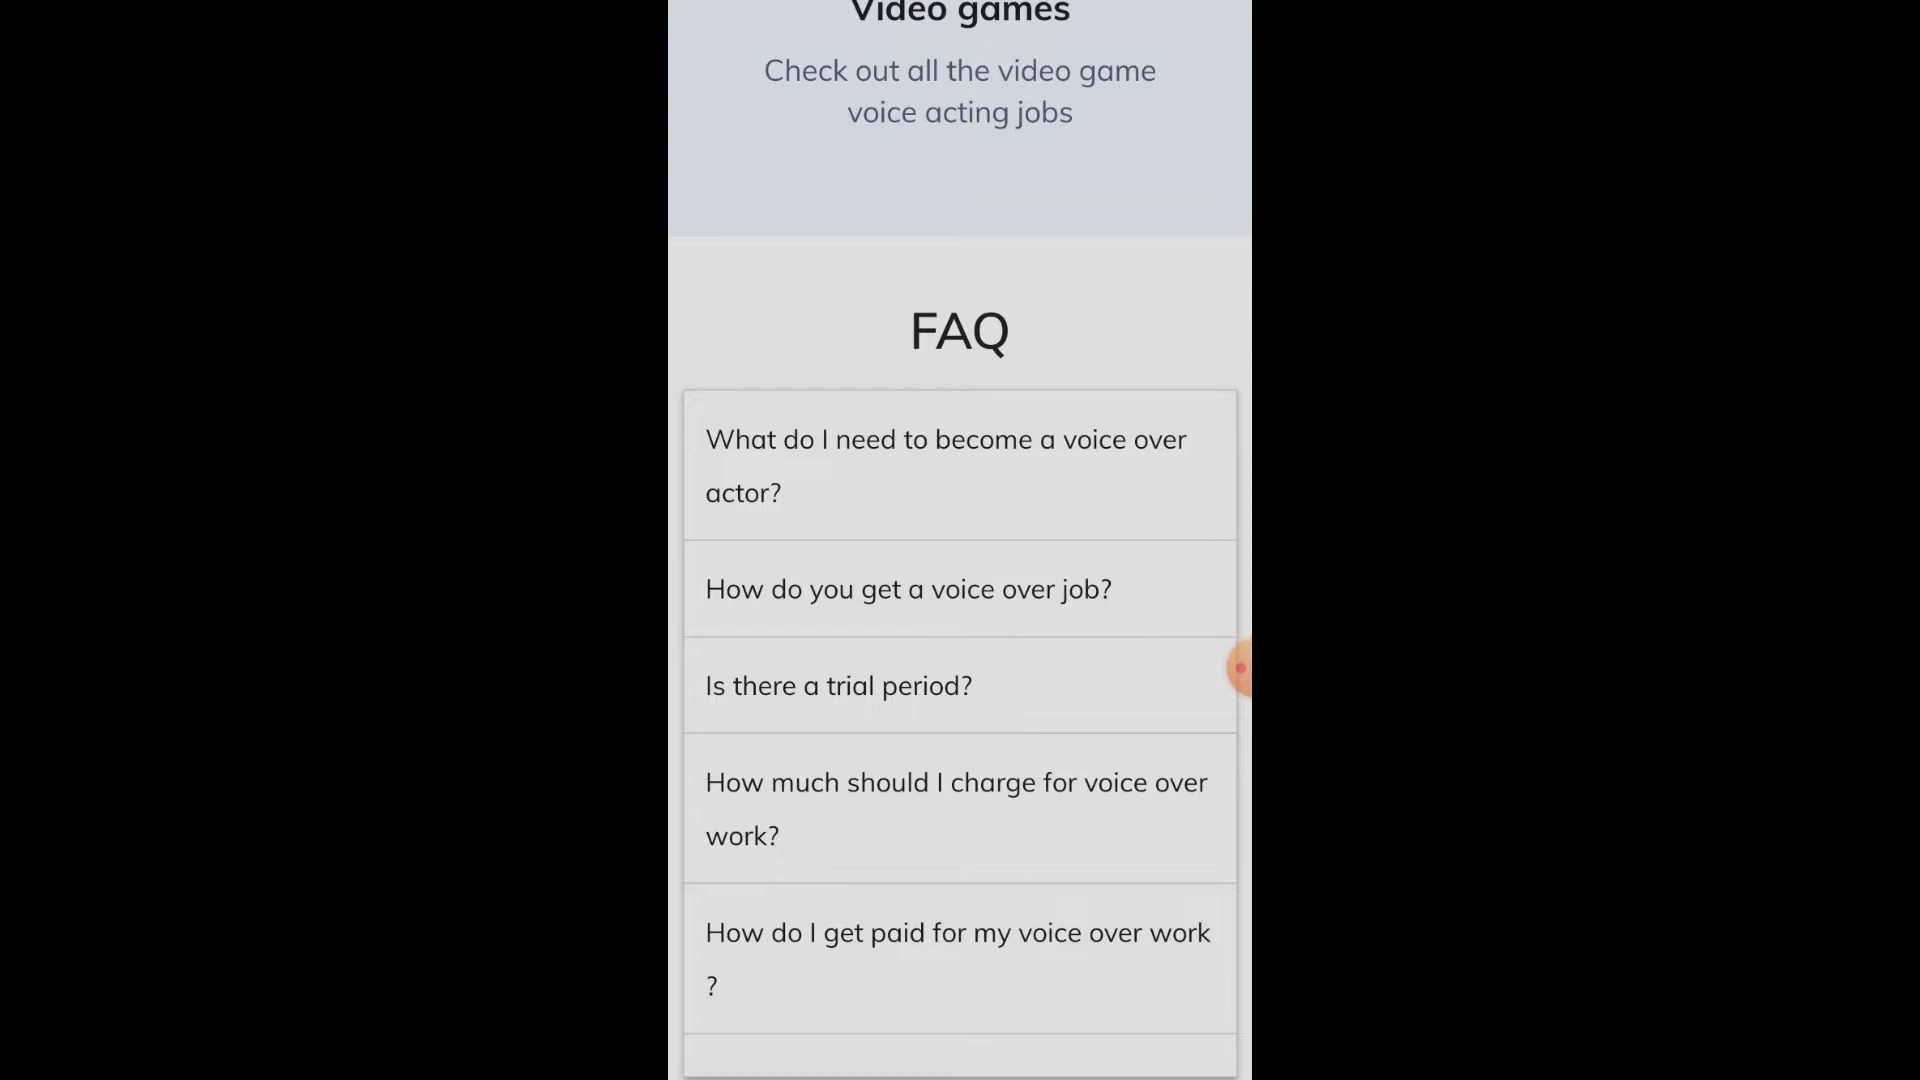 Video games
Check out all the video game
voice acting jobs
FAQ
What do I need to become a voice over
actor?
How do you get a voice over job?
Is there a trial period?
How much should I charge for voice over
work?
How do I get paid for my voice over work
?